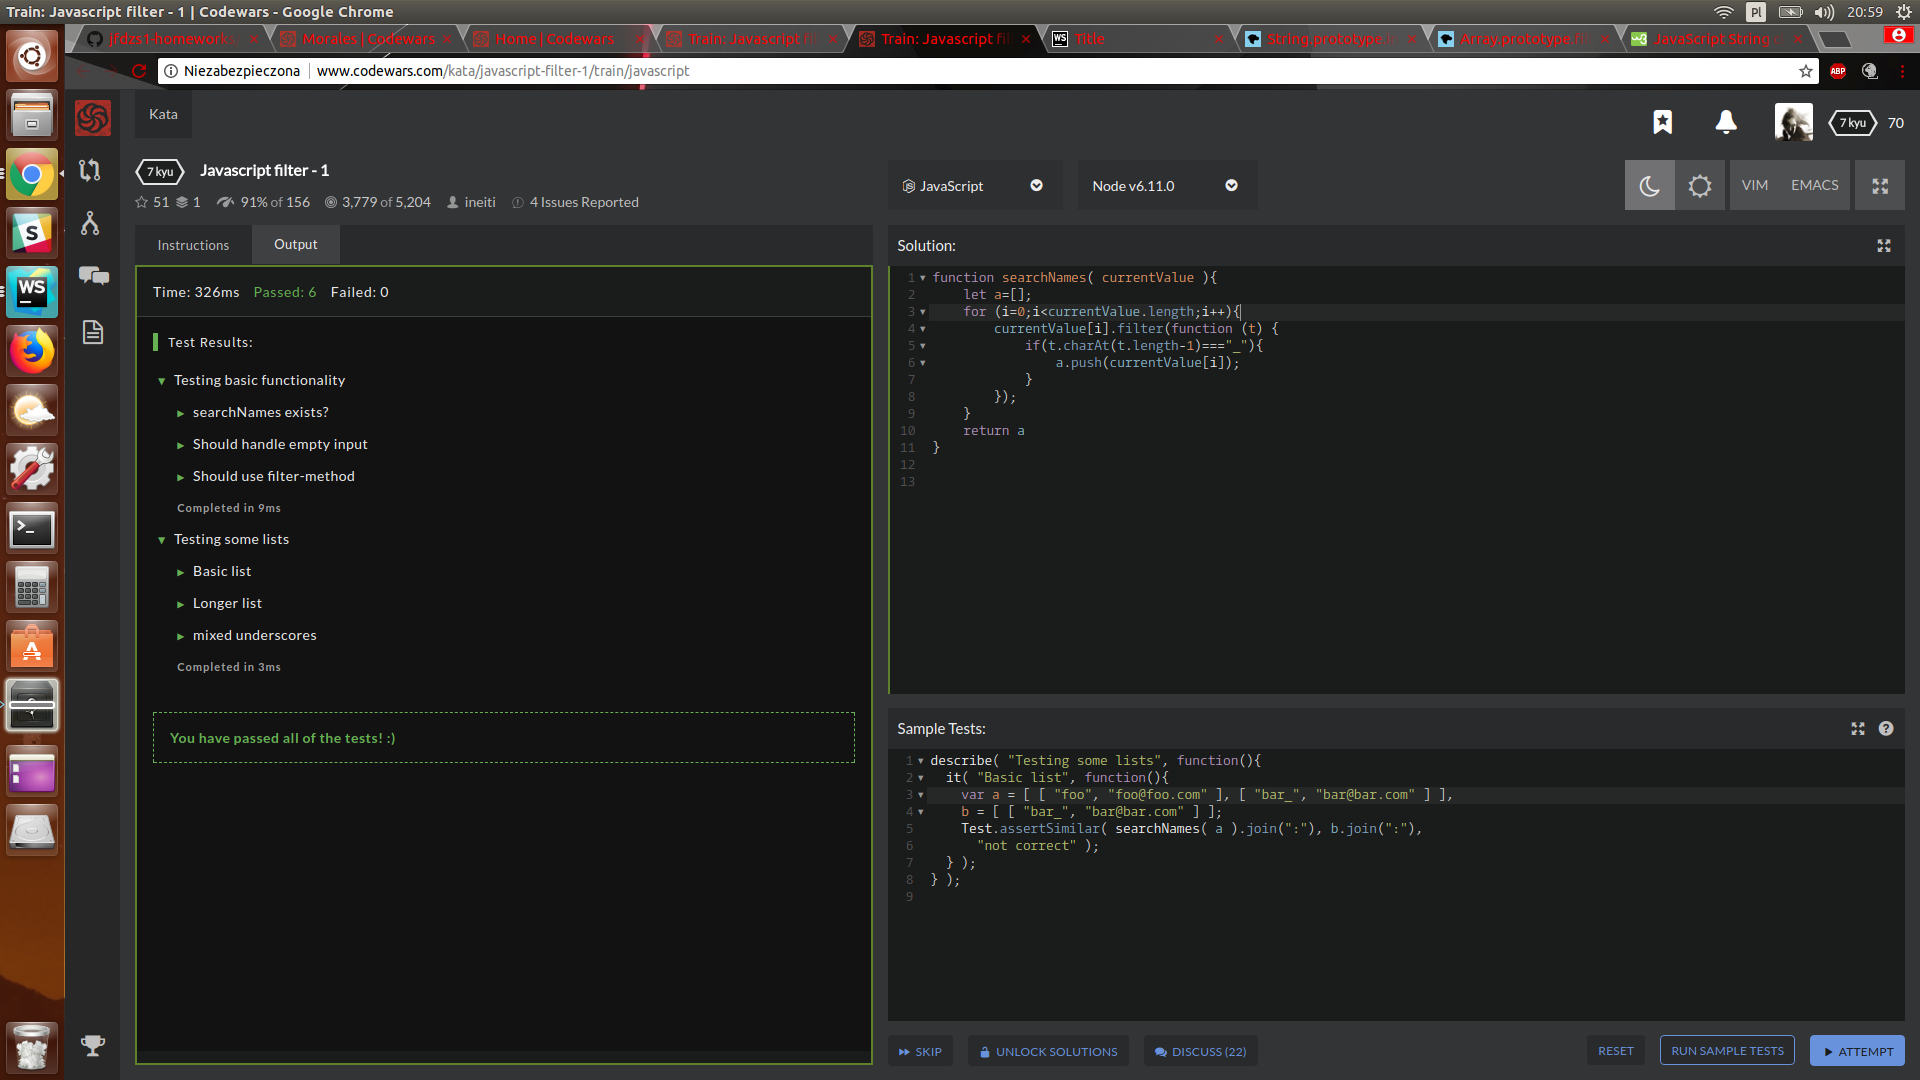 Train: Javascript filter - 1 | Codewars - Google Chrome
Pl
20:59
jfdzs1-homeworks
Morales | Codewars
Home | Codewars
Train: Javascript fil
Train: Javascript fil
WS Title
String.prototype.l
Array.prototype.fil
w3 JavaScript String
Niezabezpieczona
www.codewars.com/kata/javascript-filter-1/train/javascript
ABP
Kata
7 kyu
70
7 kyu
Javascript filter - 1
51
1
91% of 156
3,779 of 5,204
ineiti
4 Issues Reported
JavaScript
Node v6.11.0
VIM
EMACS
Instructions
Output
Time: 326ms Passed: 6 Failed: 0
Test Results:
Testing basic functionality
searchNames exists?
Should handle empty input
Should use filter-method
Completed in 9ms
Testing some lists
Basic list
Longer list
mixed underscores
Completed in 3ms
You have passed all of the tests! :)
Solution:
1 function searchNames( currentValue ){
2 let a=[];
3 for (i=0;i<currentValue.length;i++){
4 currentValue[i].filter(function (t) {
5 if(t.charAt(t.length-1)==="_"){
6 a.push(currentValue[i]);
7 }
8 });
9 }
10 return a
11 }
12
13
Sample Tests:
1 describe( "Testing some lists", function(){
2 it( "Basic list", function(){
3 var a = [ [ "foo", "foo@foo.com" ], [ "bar_", "bar@bar.com" ] ],
4 b = [ [ "bar_", "bar@bar.com" ] ];
5 Test.assertSimilar( searchNames( a ).join(":"), b.join(":"),
6 "not correct" );
7 } );
8 } );
9
SKIP
UNLOCK SOLUTIONS
DISCUSS (22)
RESET
RUN SAMPLE TESTS
ATTEMPT
S
WS